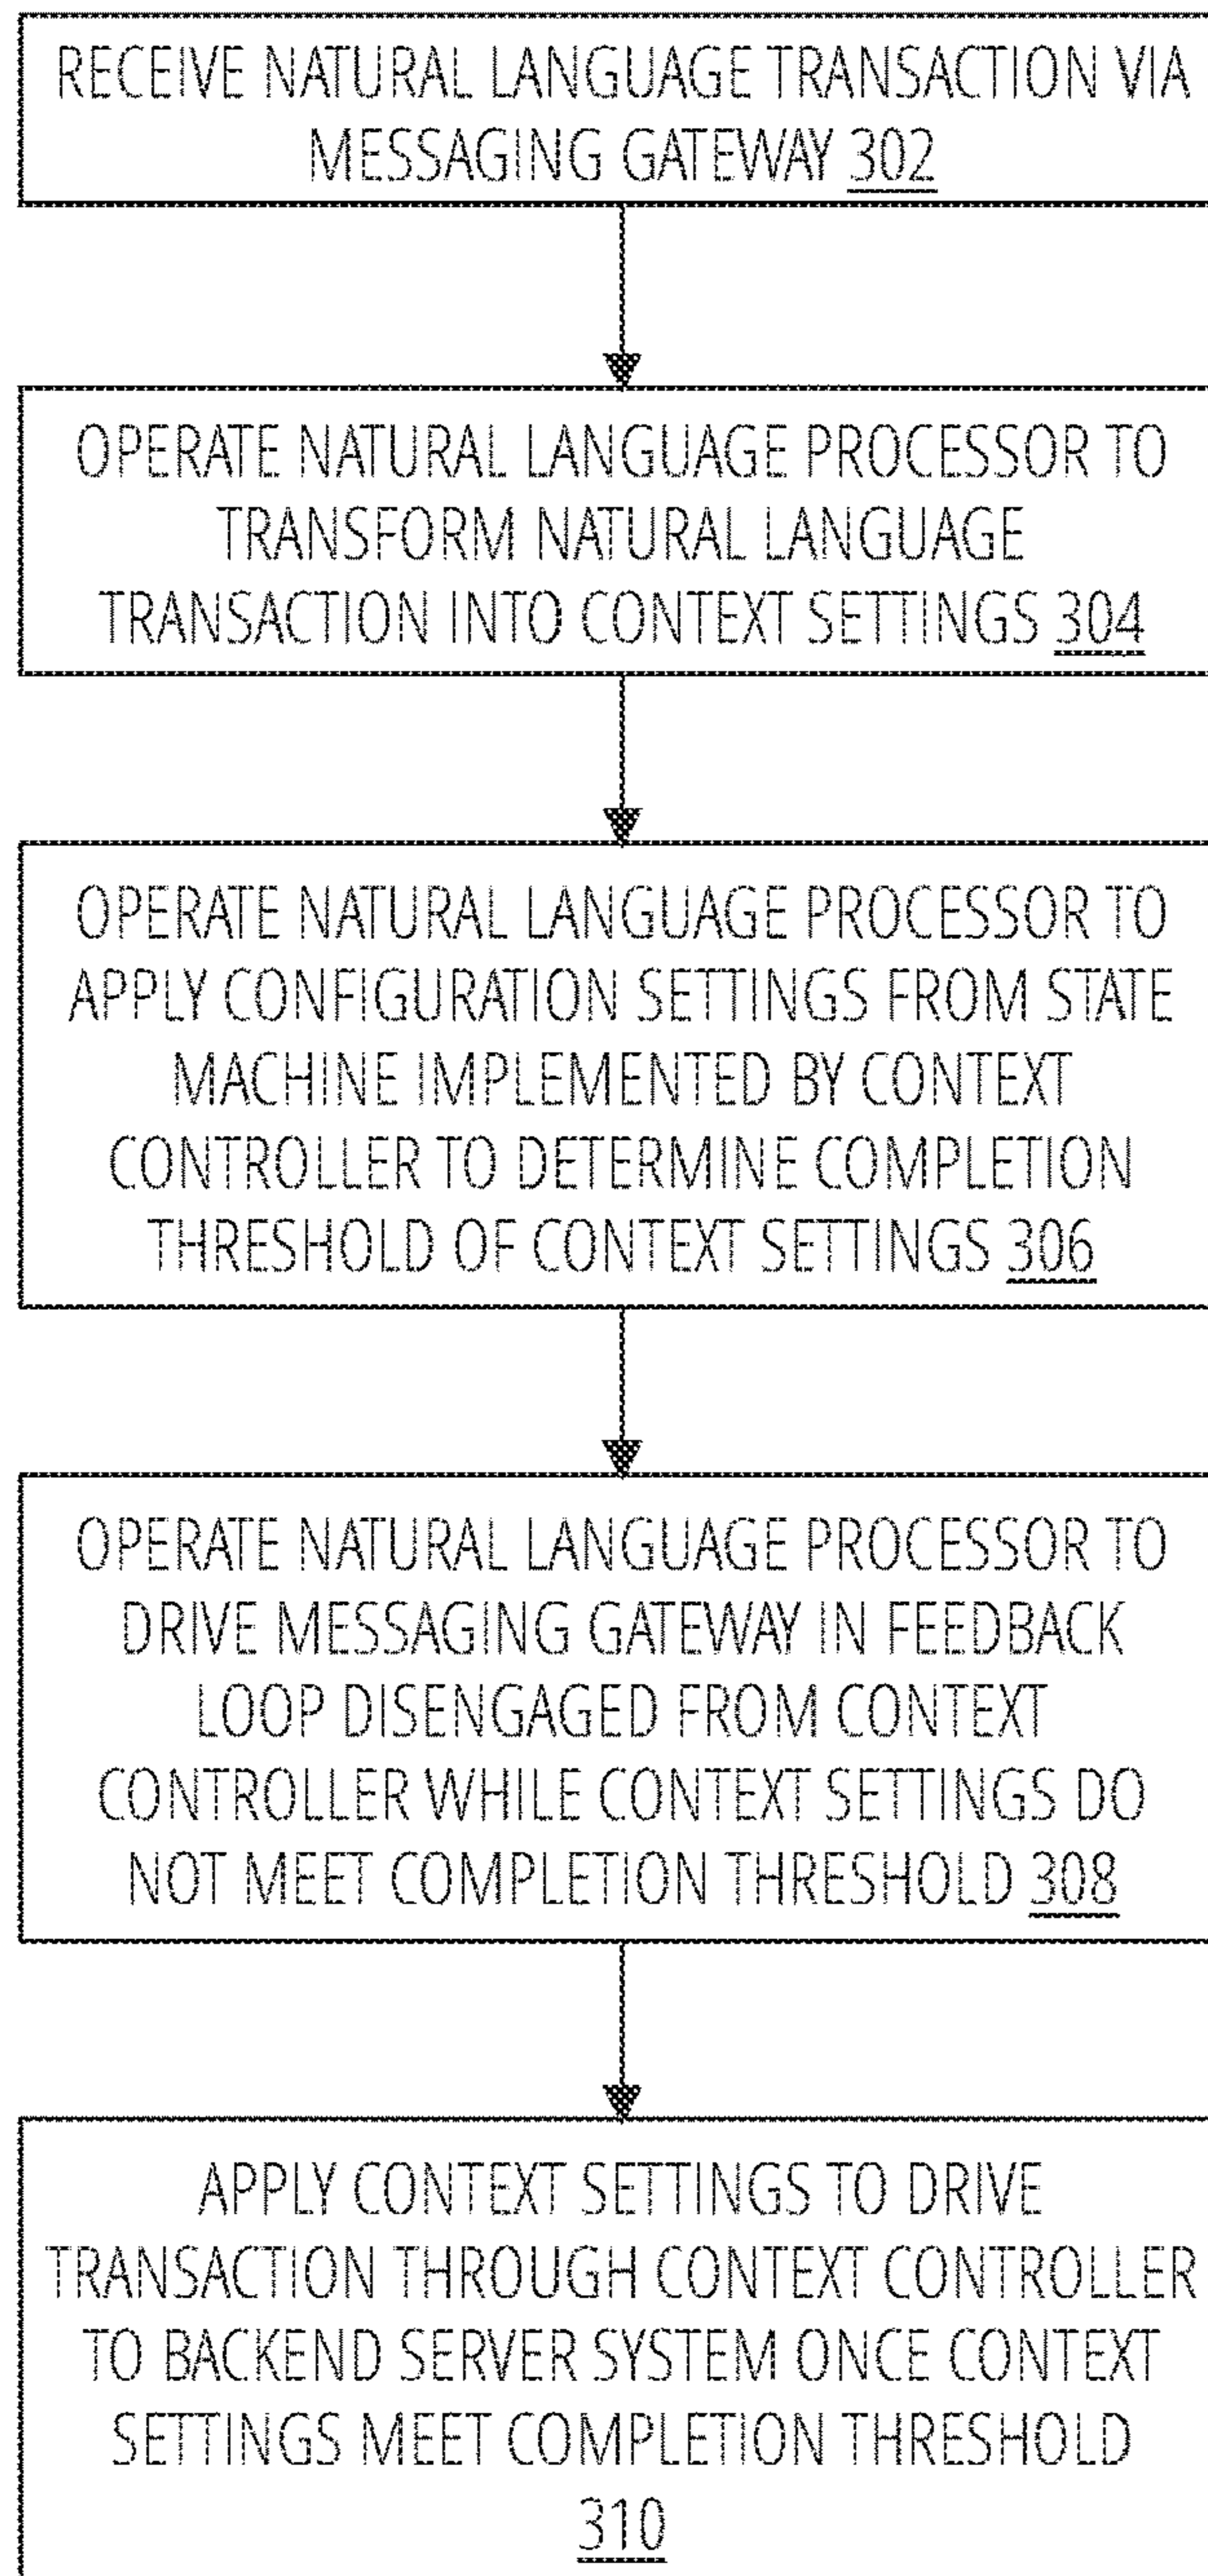 RECEIVE NATURAL LANGUAGE TRANSACTION VIA
MESSAGING GATEWAY 302
OPERATE NATURAL LANGUAGE PROCESSOR TO
TRANSFORM NATURAL LANGUAGE
TRANSACTION INTO CONTEXT SETTINGS 304
OPERATE NATURAL LANGUAGE PROCESSOR TO
APPLY CONFIGURATION SETTINGS FROM STATE
MACHINE IMPLEMENTED BY CONTEXT
CONTROLLER TO DETERMINE COMPLETION
THRESHOLD OF CONTEXT SETTINGS 306
OPERATE NATURAL LANGUAGE PROCESSOR TO
DRIVE MESSAGING GATEWAY IN FEEDBACK
LOOP DISENGAGED FROM CONTEXT
CONTROLLER WHILE CONTEXT SETTINGS DO
NOT MEET COMPLETION THRESHOLD 308
APPLY CONTEXT SETTINGS TO DRIVE
TRANSACTION THROUGH CONTEXT CONTROLLER
TO BACKEND SERVER SYSTEM ONCE CONTEXT
SETTINGS MEET COMPLETION THRESHOLD
310